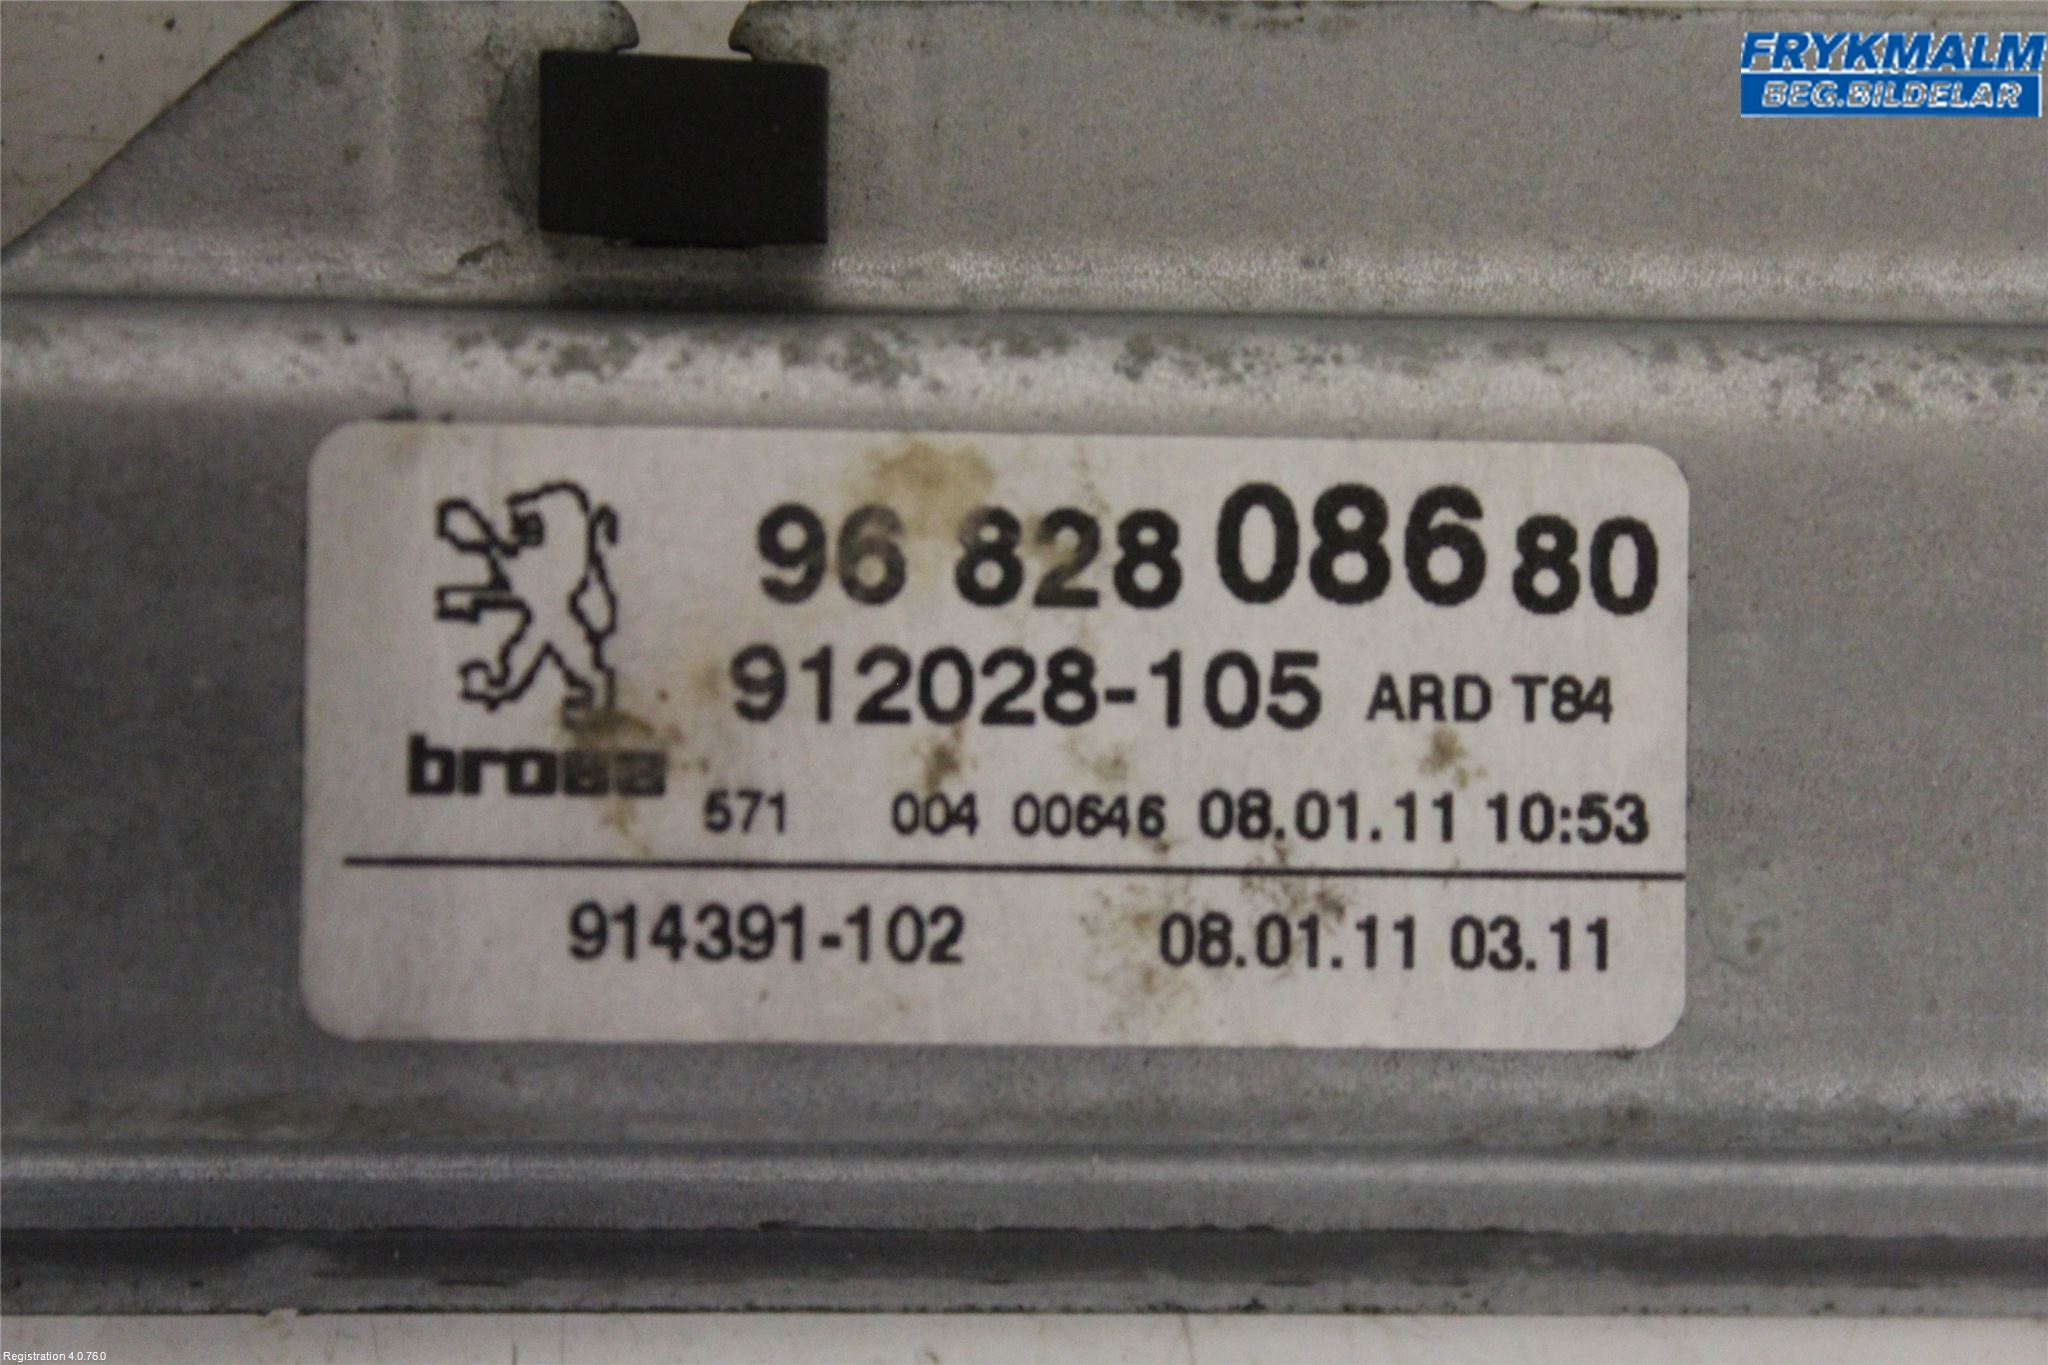 FRYKMALM
BEG.BILDELAR
96 828 086 80
912028-105 ARD T84
brose
571 004 00646 08.01.11 10:53
914391-102 08.01.11 03.11
Registration 4.0.76.0